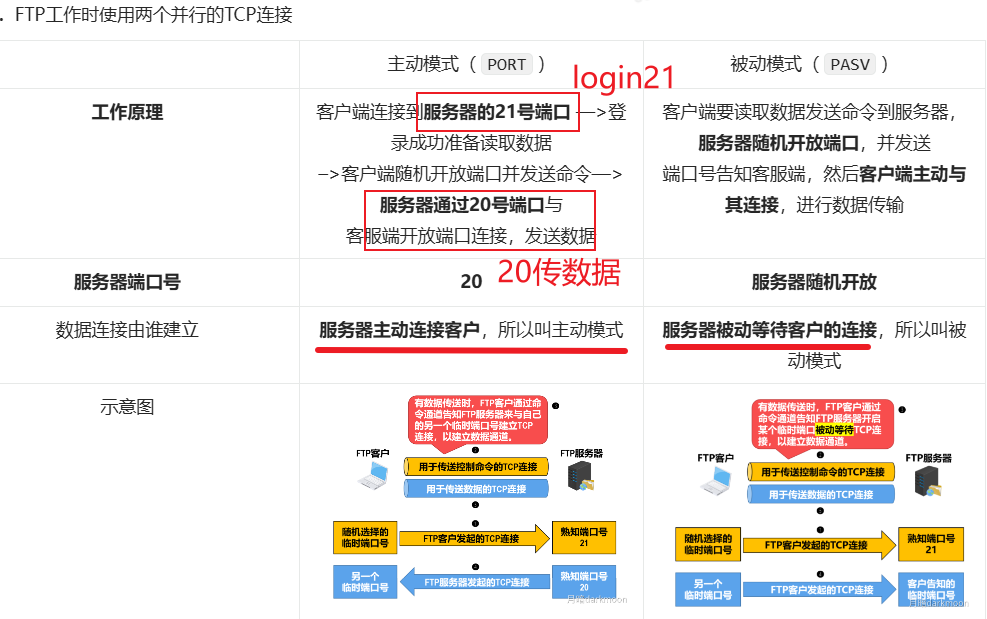 . FTP工作时使用两个并行的TCP连接
主动模式（ PORT ）
被动模式（ PASV ）
login21
工作原理
客户端连接到服务器的21号端口 —>登
录成功准备读取数据
–>客户端随机开放端口并发送命令—>
服务器通过20号端口与
客服端开放端口连接，发送数据
客户端要读取数据发送命令到服务器，
服务器随机开放端口，并发送
端口号告知客服端，然后客户端主动与
其连接，进行数据传输
服务器端口号
20
20传数据
服务器随机开放
数据连接由谁建立
服务器主动连接客户，所以叫主动模式
服务器被动等待客户的连接，所以叫被
动模式
示意图
有数据传送时，FTP客户通过命
令通道告知FTP服务器来与自己
的另一个临时端口号建立TCP
连接，以建立数据通道。
FTP客户
FTP服务器
用于传送控制命令的TCP连接
用于传送数据的TCP连接
随机选择的
临时端口号
FTP客户发起的TCP连接
熟知端口号
21
另一个
临时端口号
FTP服务器发起的TCP连接
熟知端口号
20
有数据传送时，FTP客户通过
命令通道告知FTP服务器开启
某个临时端口被动等待TCP连
接，以建立数据通道。
FTP客户
FTP服务器
用于传送控制命令的TCP连接
用于传送数据的TCP连接
随机选择的
临时端口号
FTP客户发起的TCP连接
熟知端口号
21
另一个
临时端口号
FTP客户发起的TCP连接
客户告知的
临时端口号